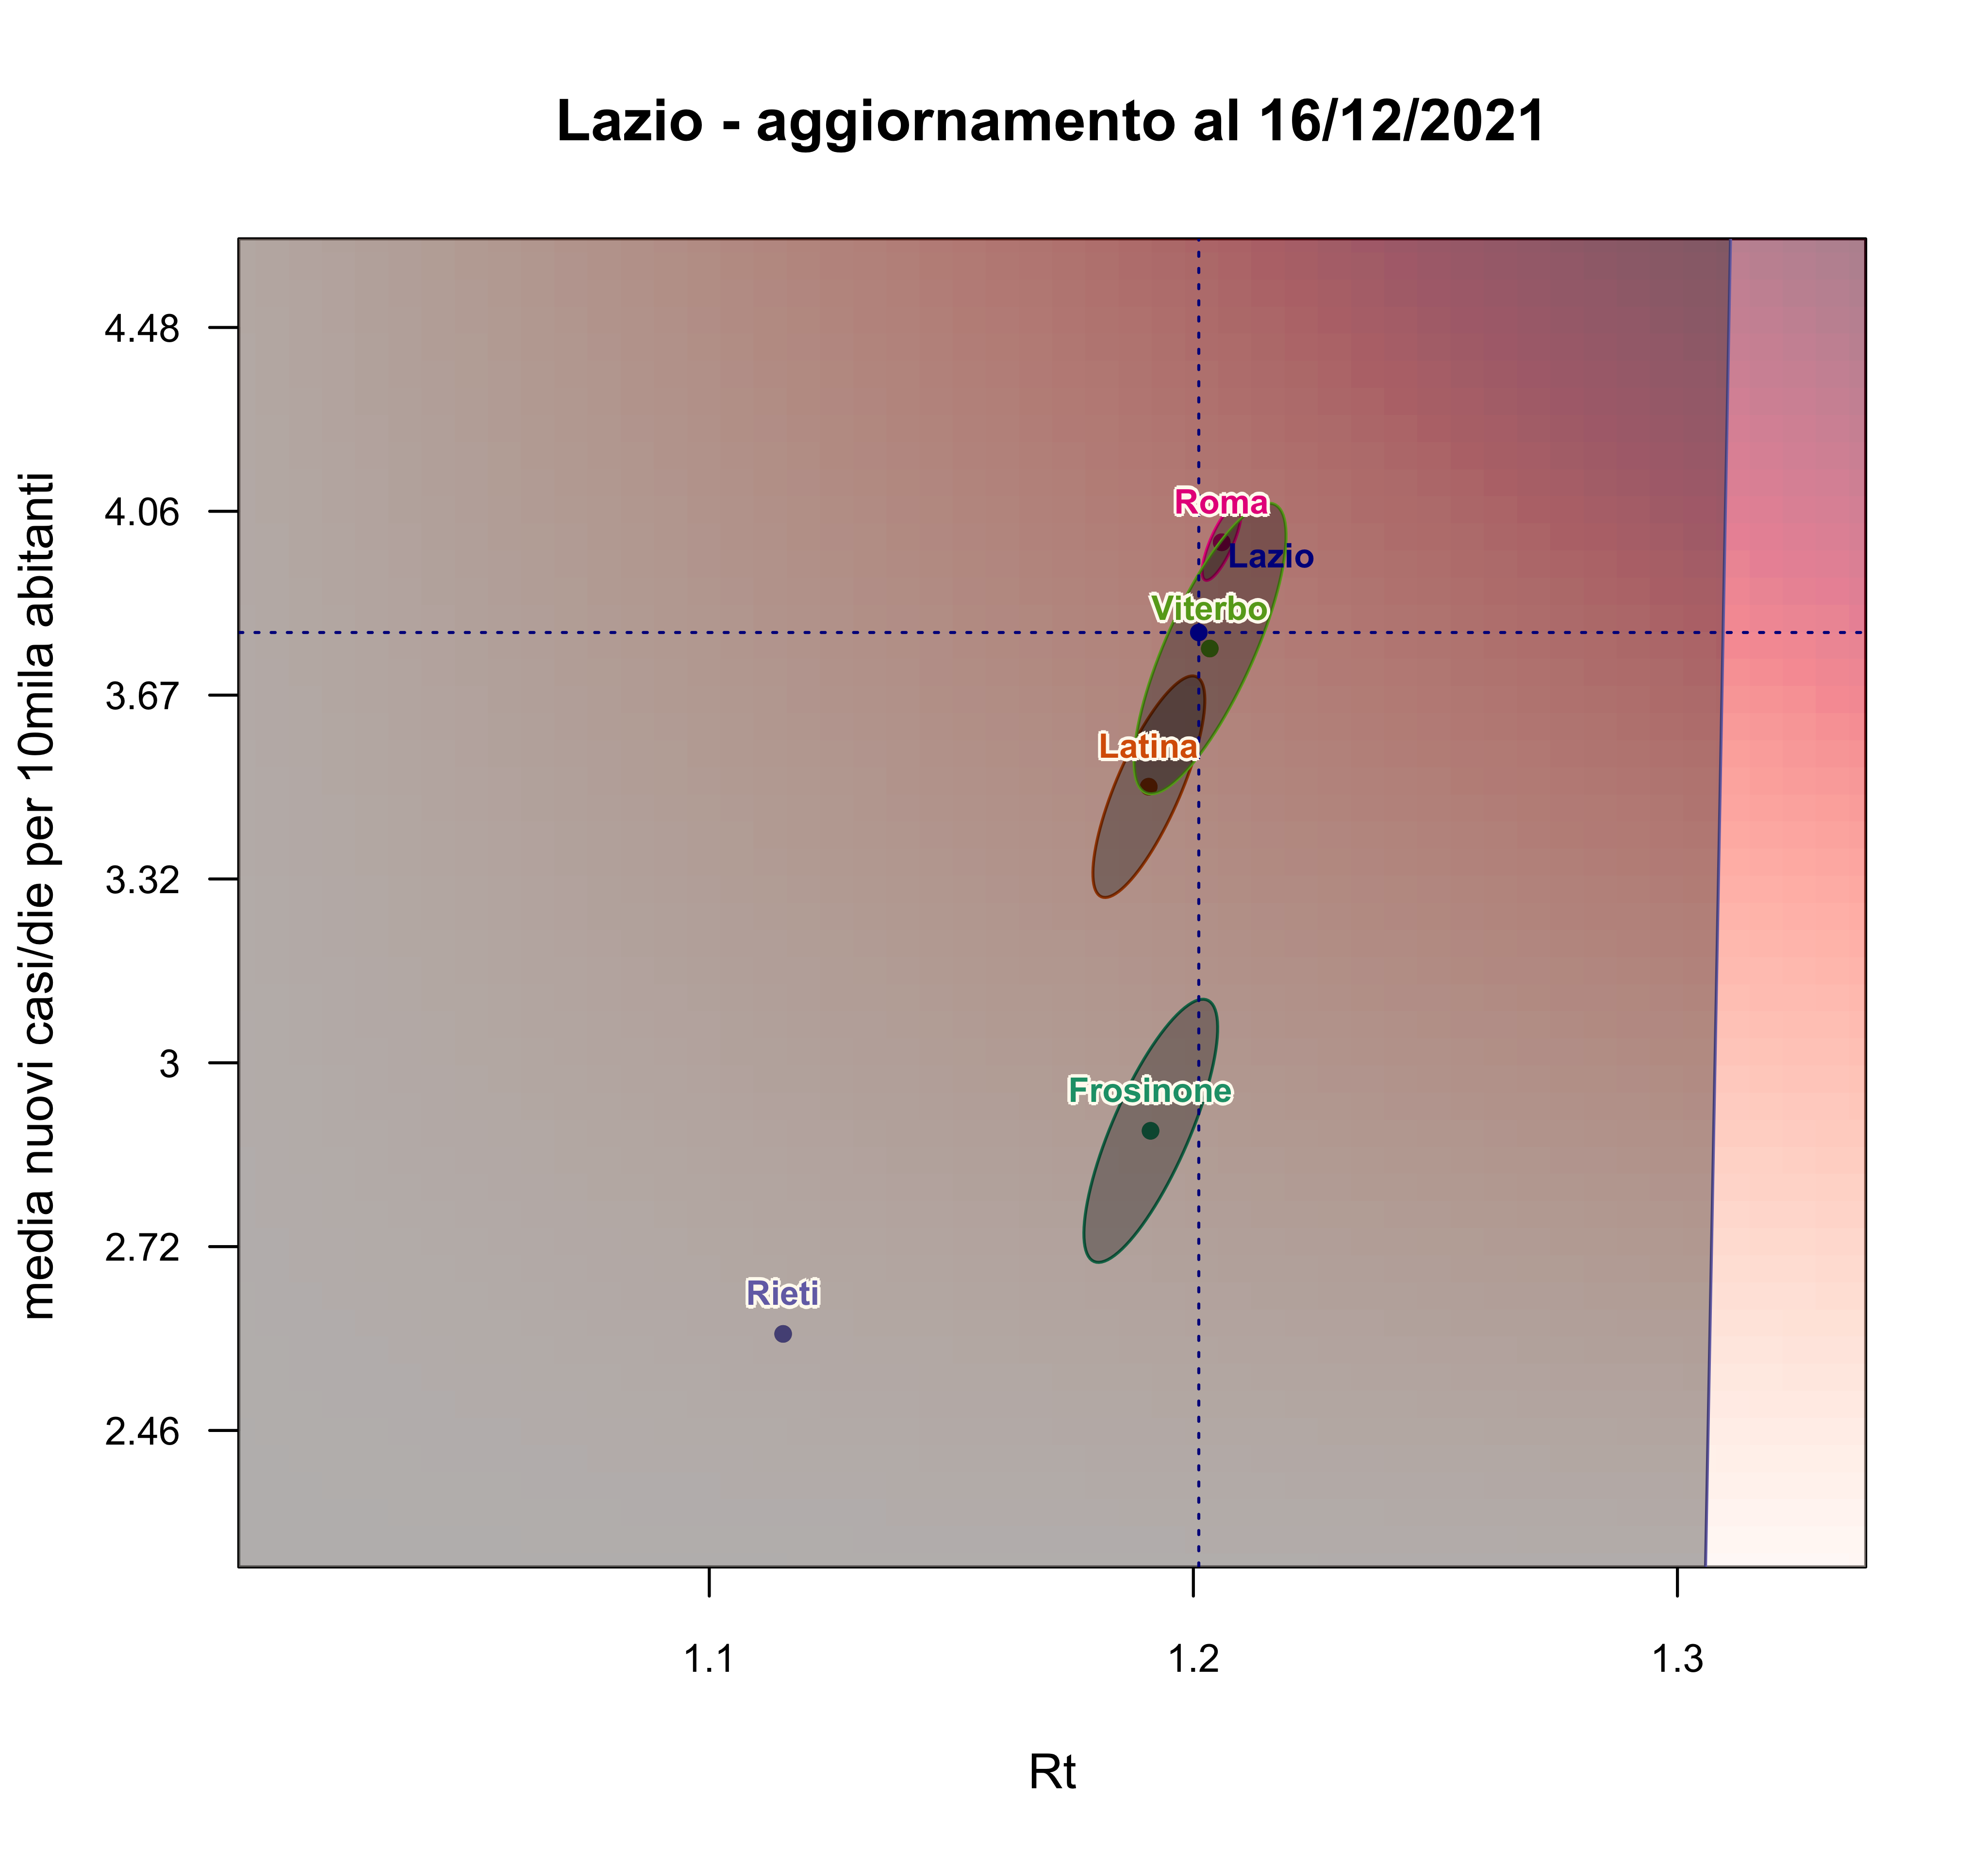 Lazio - aggiornamento al 16/12/2021
media nuovi casi/die per 10mila abitanti
4.48
4.06
3.67
3.32
3
2.72
2.46
Roma
Lazio
Viterbo
Latina
Frosinone
Rieti
1.1
1.2
1.3
Rt